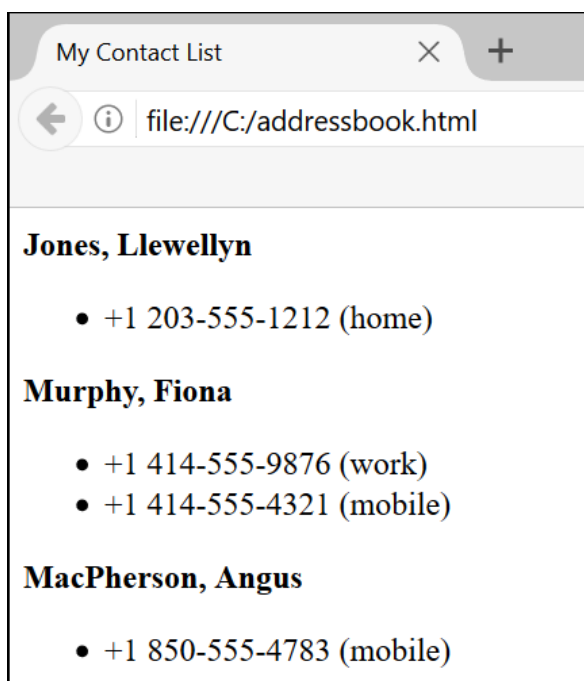 My Contact List
file:///C:/addressbook.html
Jones, Llewellyn
+1 203-555-1212 (home)
Murphy, Fiona
+1 414-555-9876 (work)
+1 414-555-4321 (mobile)
MacPherson, Angus
+1 850-555-4783 (mobile)